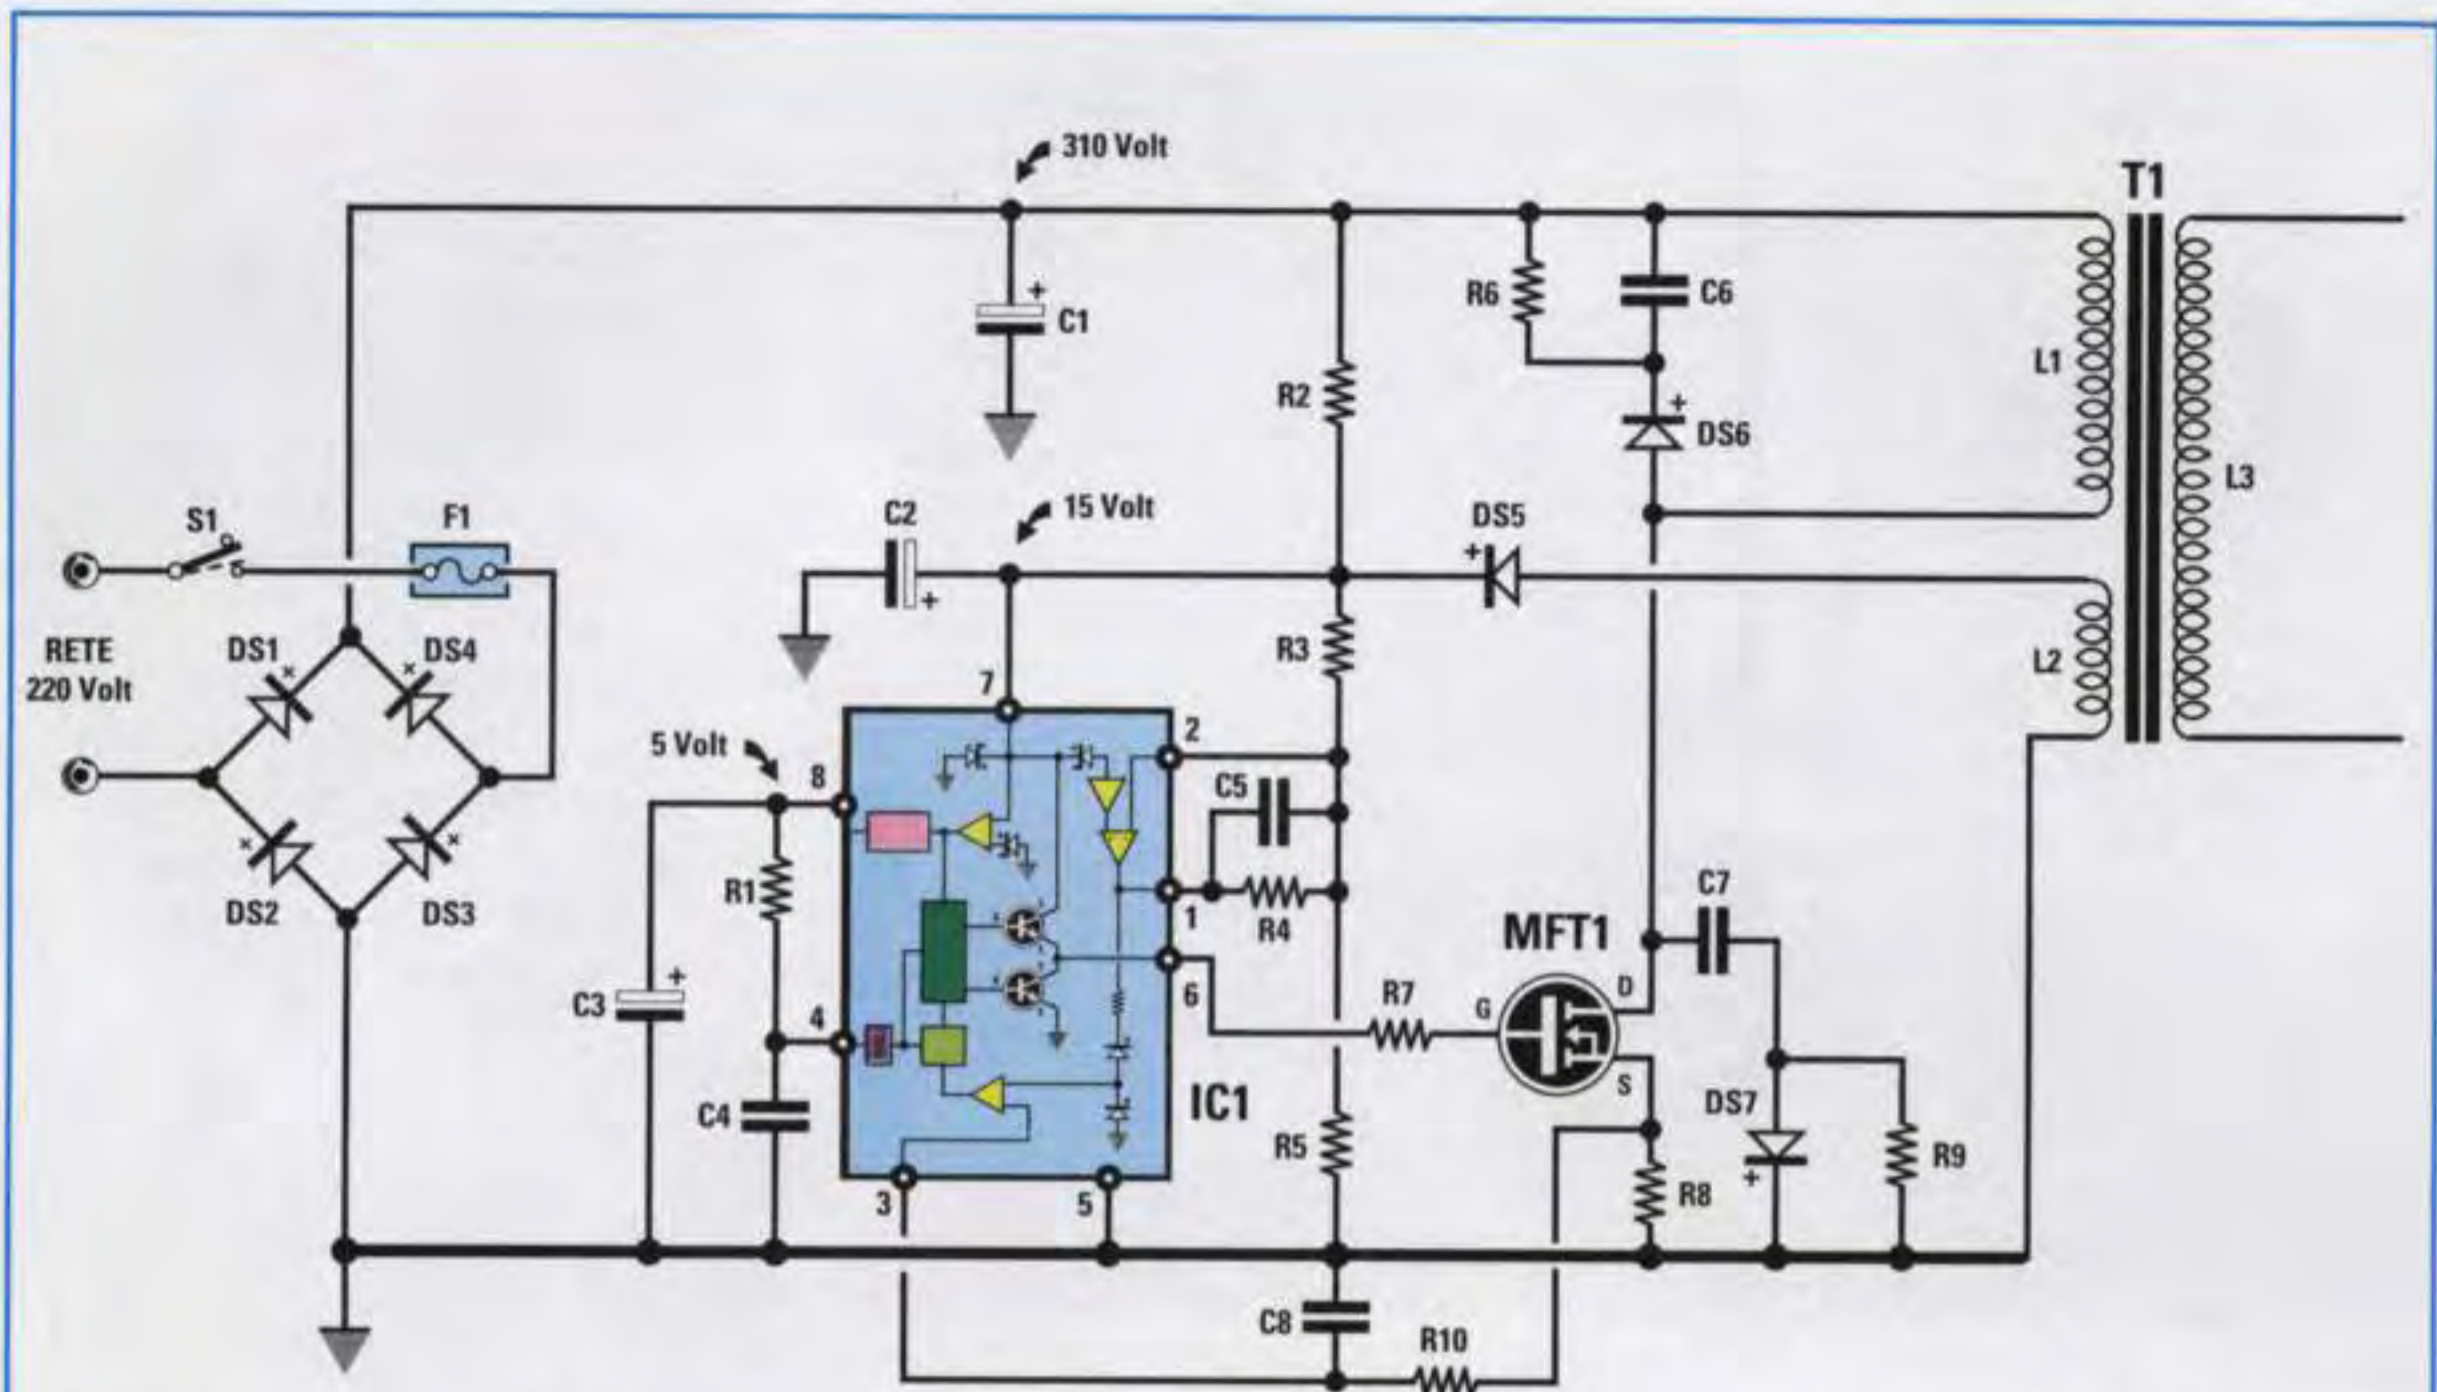 310 Volt
T1
C1
R6
C6
R2
L1
DS6
L3
S1
F1
C2
15 Volt
DS5
RETE
220 Volt
DS1
DS4
R3
L2
7
5 Volt
8
2
C5
R1
DS2
DS3
1
R4
C7
MFT1
C3
4
6
R7
G
D
S
C4
IC1
R5
DS7
R9
R8
3
5
C8
R10